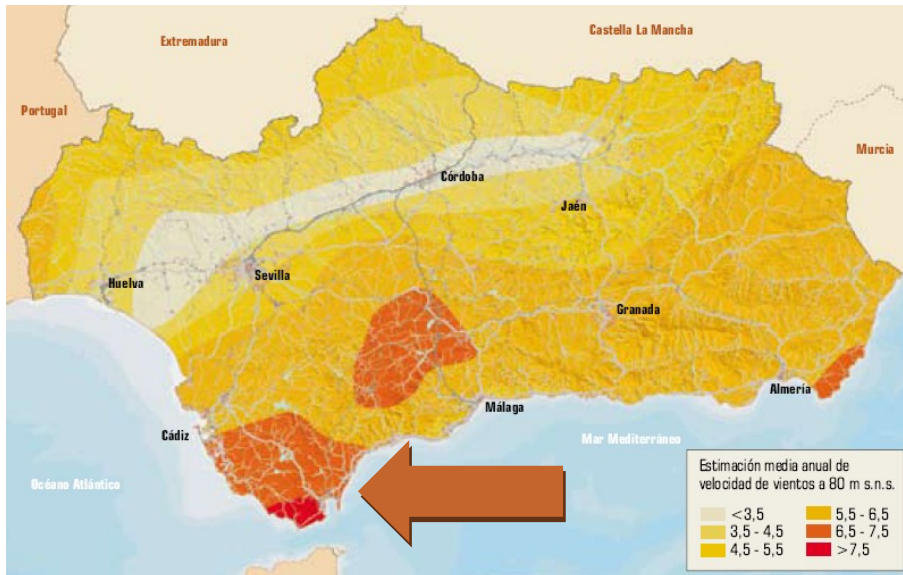 Extremadura
Castella La Mancha
Portugal
Murcia
Córdoba
Jaén
Huelva
Sevilla
Granada
Almería
Málaga
Cádiz
Mar Mediterráneo
Océano Atlántico
Estimación media anual de
velocidad de vientos a 80 m s.n.s.
<3,5
3,5 - 4,5
4,5 - 5,5
5,5 - 6,5
6,5 - 7,5
>7,5